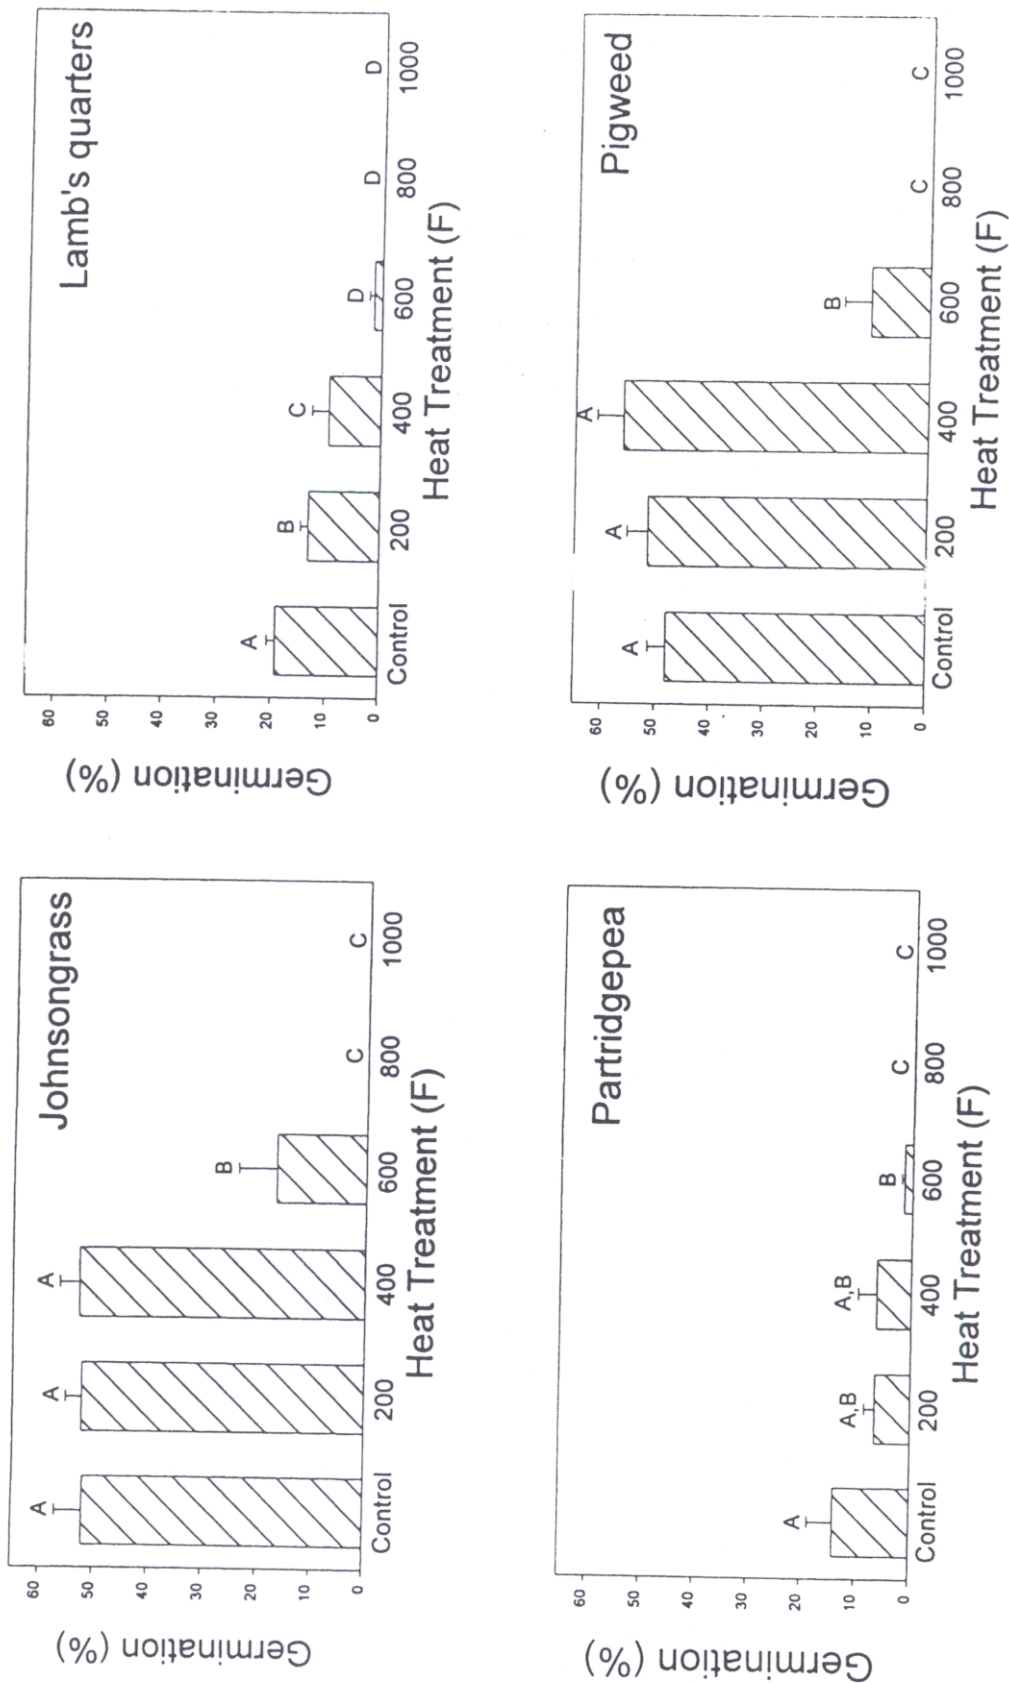 Johnsongrass
Germination (%)
60
50
40
30
20
10
0
A
A
A
B
C
C
Control 200 400 600 800 1000
Heat Treatment (F)
Lamb's quarters
Germination (%)
60
50
40
30
20
10
0
A
B
C
D
D
D
Control 200 400 600 800 1000
Heat Treatment (F)
Partridgepea
Germination (%)
60
50
40
30
20
10
0
A
A,B
A,B
B
C
C
Control 200 400 600 800 1000
Heat Treatment (F)
Pigweed
Germination (%)
60
50
40
30
20
10
0
A
A
A
B
C
C
Control 200 400 600 800 1000
Heat Treatment (F)